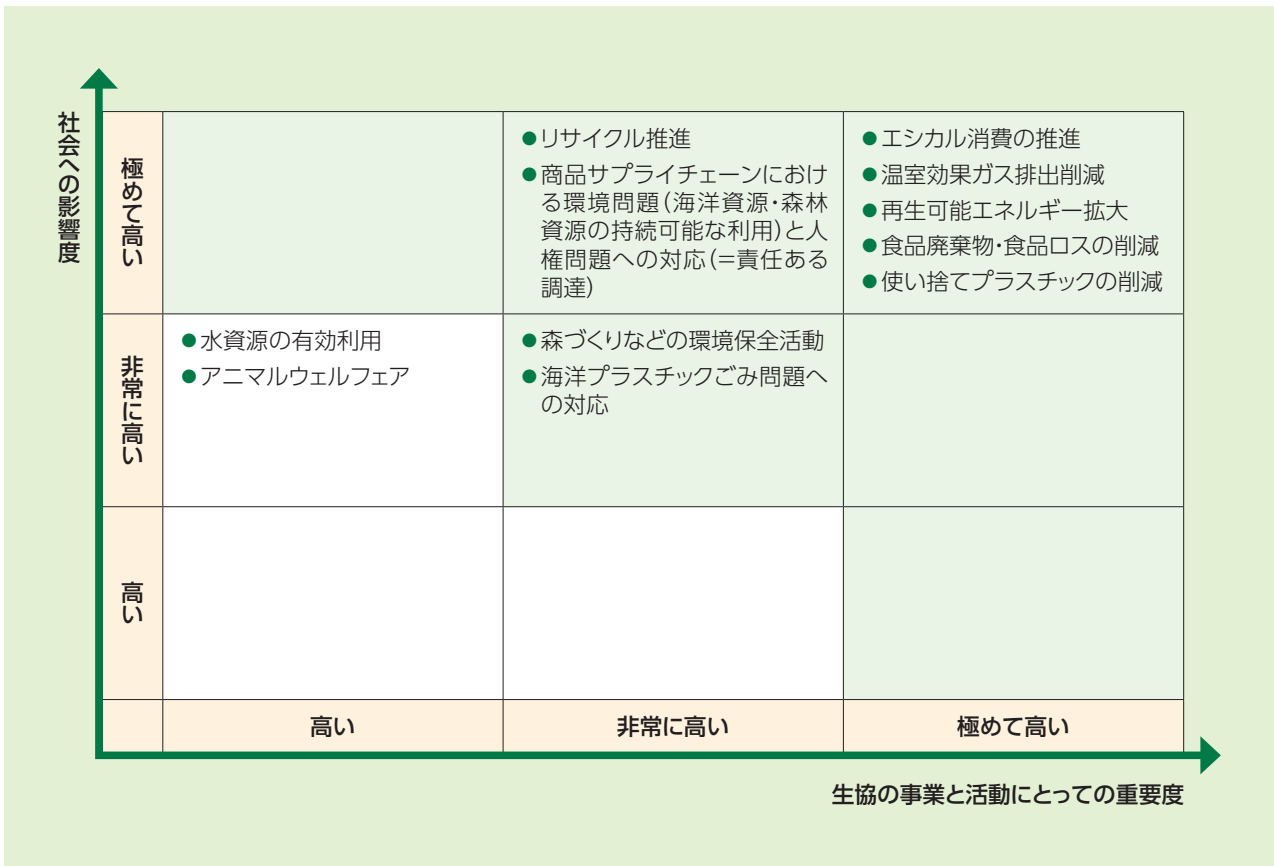 社会への影響度
極めて高い
●リサイクル推進
●商品サプライチェーンにおけ
る環境問題(海洋資源・森林
資源の持続可能な利用)と人
権問題への対応(=責任ある
調達)
●エシカル消費の推進
●温室効果ガス排出削減
●再生可能エネルギー拡大
●食品廃棄物・食品ロスの削減
●使い捨てプラスチックの削減
非常に高い
●水資源の有効利用
●アニマルウェルフェア
●森づくりなどの環境保全活動
●海洋プラスチックごみ問題へ
の対応
高い
高い
非常に高い
極めて高い
生協の事業と活動にとっての重要度